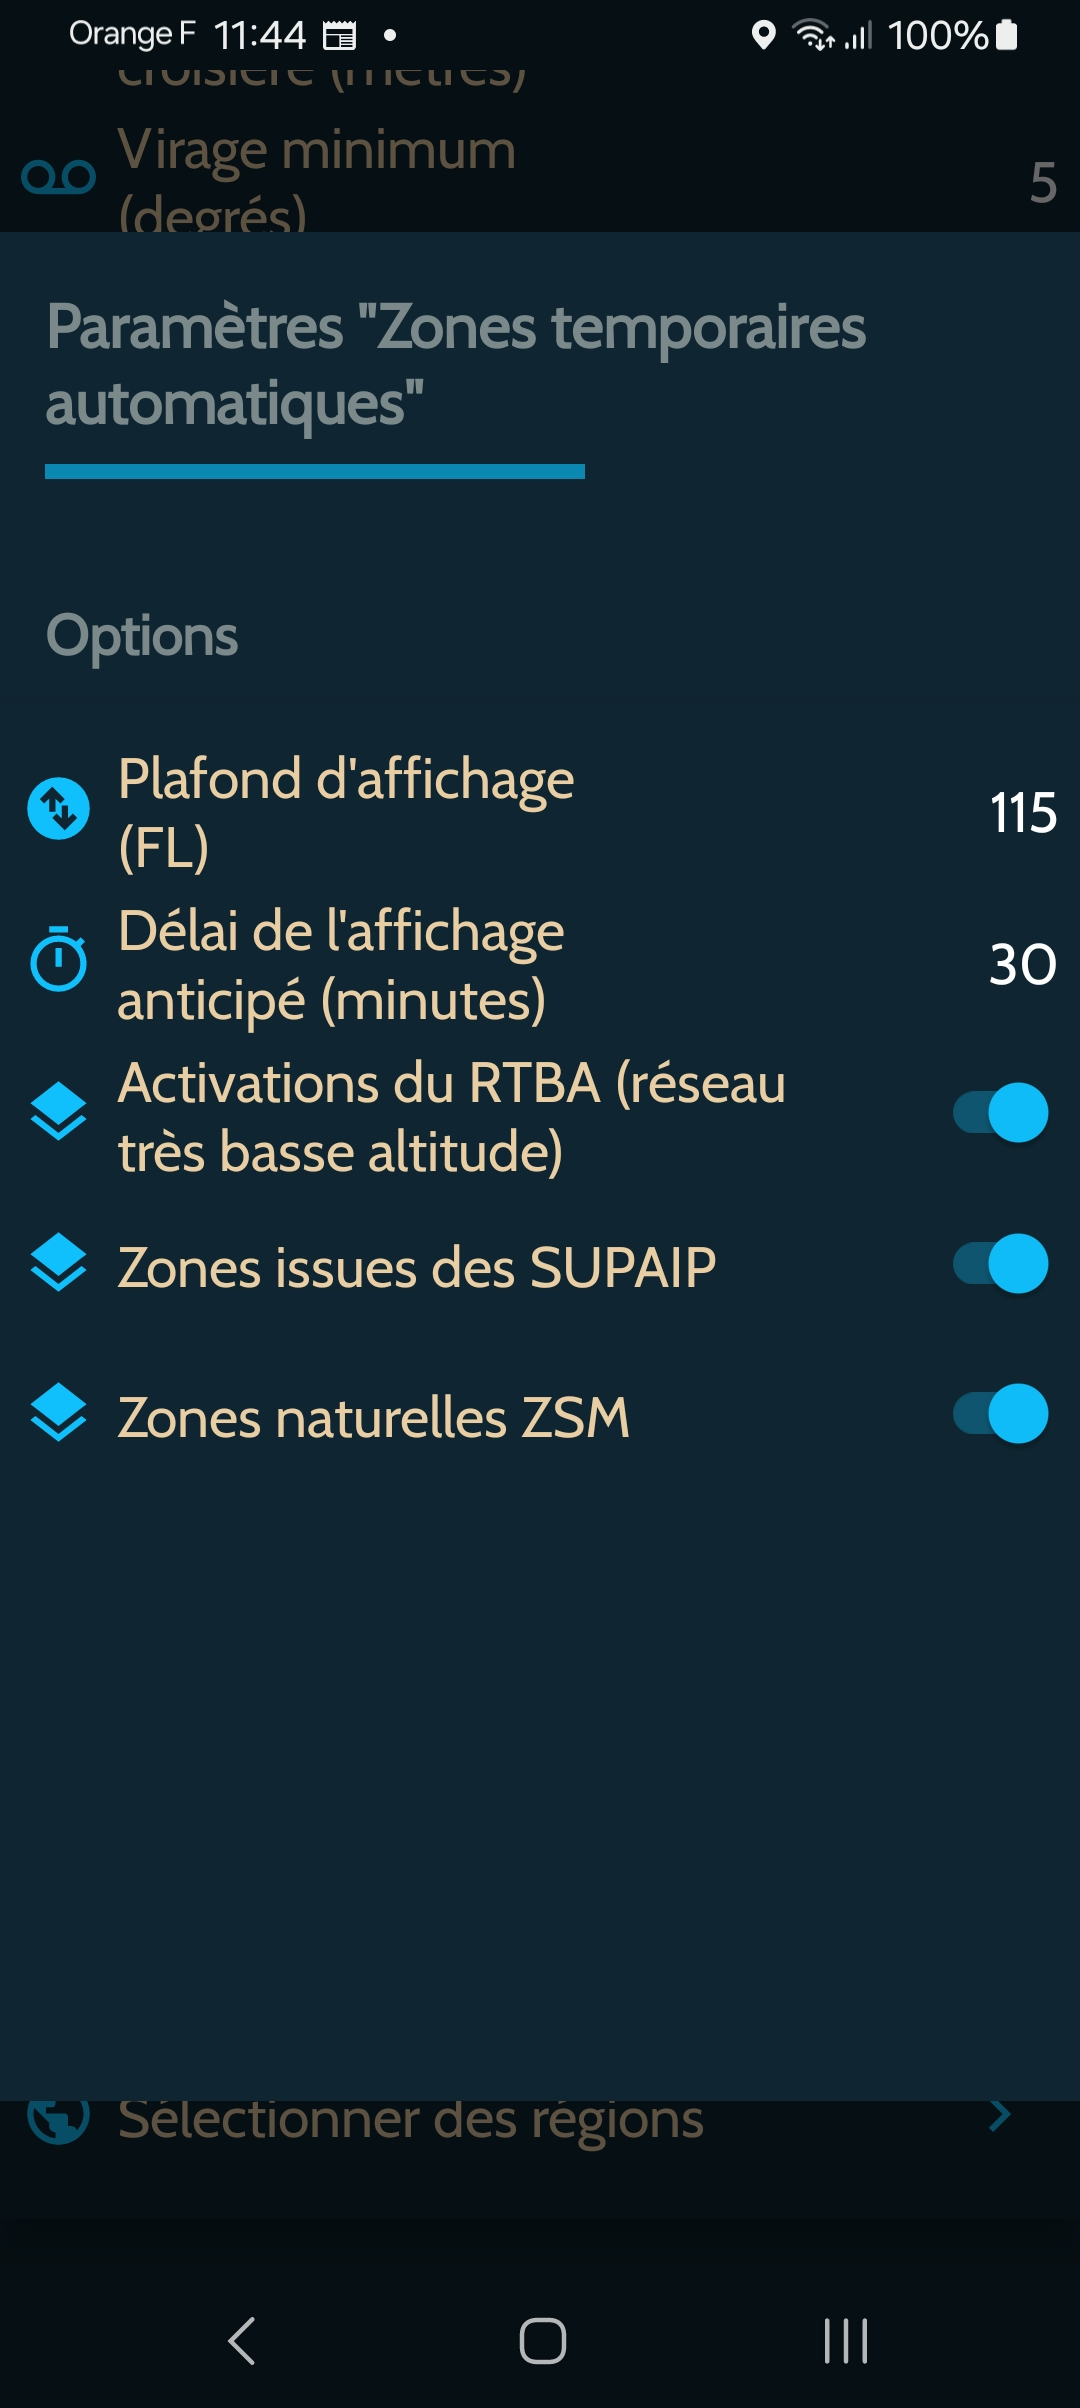 Orange F 11:44 100%
croisière (mètres)
Virage minimum
(degrés)
5
Paramètres "Zones temporaires
automatiques"
Options
Plafond d'affichage
(FL)
115
Délai de l'affichage
anticipé (minutes)
30
Activations du RTBA (réseau
très basse altitude)
Zones issues des SUPAIP
Zones naturelles ZSM
Sélectionner des régions